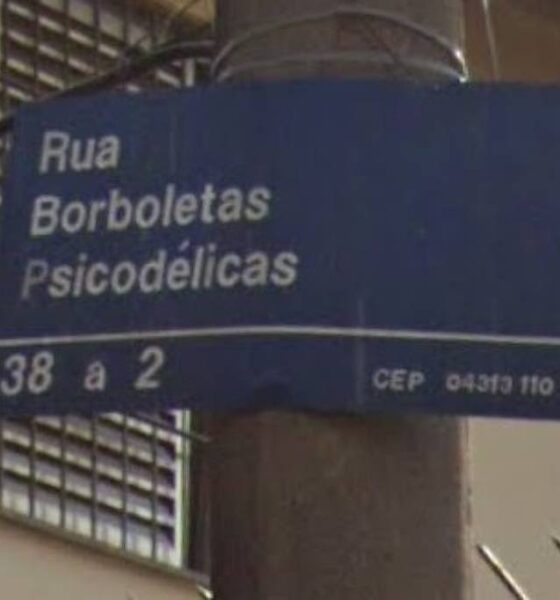 Rua
Borboletas
Psicodélicas
38 a 2
CEP 04313 110